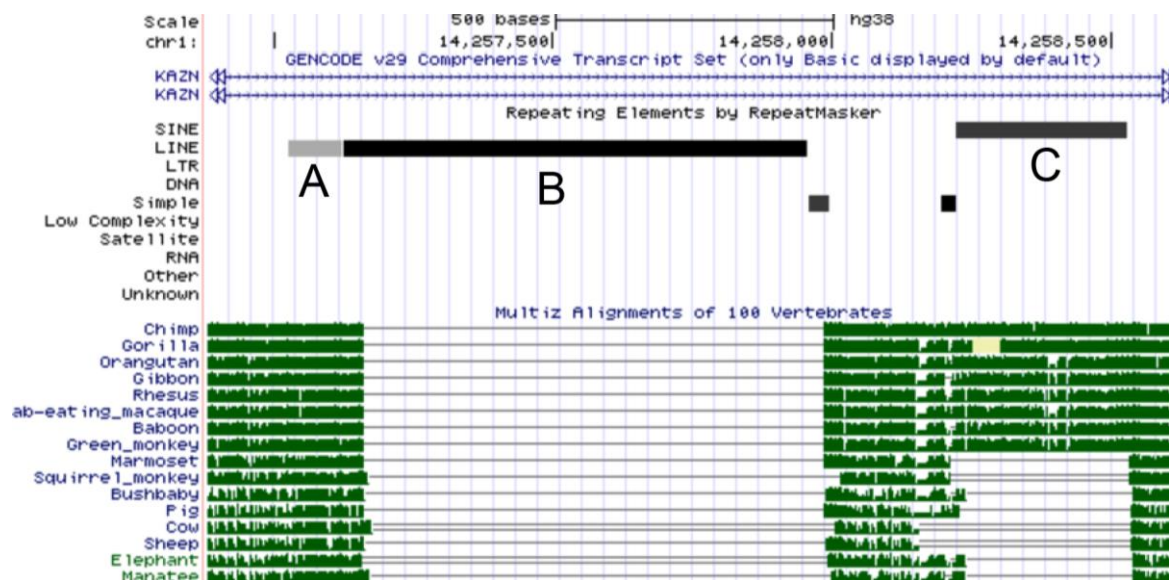 Scale 500 bases hg38
chr1: 14,257,500 14,258,000 14,258,500
GENCODE v29 Comprehensive Transcript Set (only Basic displayed by default)
KAZN
KAZN
Repeating Elements by RepeatMasker
SINE
LINE
LTR
DNA
Simple
Low Complexity
Satellite
RNA
Other
Unknown
A
B
C
Multiz Alignments of 100 Vertebrates
Chimp
Gorilla
Orangutan
Gibbon
Rhesus
ab-eating_macaque
Baboon
Green_monkey
Marmoset
Squirrel_monkey
Bushbaby
Pig
Cow
Sheep
Elephant
Manatee